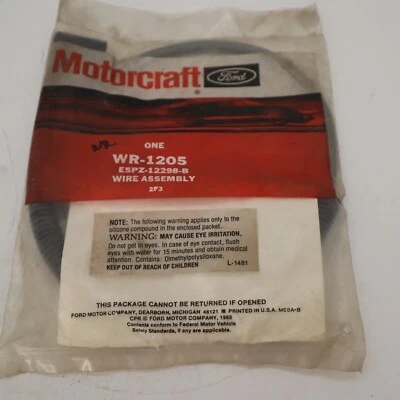 Motorcraft Ford
ONE
WR-1205
E5PZ-12298-B
WIRE ASSEMBLY
2F3
NOTE: The following warning applies only to the
silicone compound in the enclosed packet.
WARNING: MAY CAUSE EYE IRRITATION,
Do not get in eyes. In case of eye contact, flush
eyes with water for 15 minutes and obtain medical
attention. Contains: Dimethylpolysiloxane.
KEEP OUT OF REACH OF CHILDREN L-1481
THIS PACKAGE CANNOT BE RETURNED IF OPENED
FORD MOTOR COMPANY, DEARBORN, MICHIGAN 48121 ★ PRINTED IN U.S.A. ME8A-B
CPR © FORD MOTOR COMPANY, 1966
Contents conform to Federal Motor Vehicle
Safety Standards, if any are applicable.